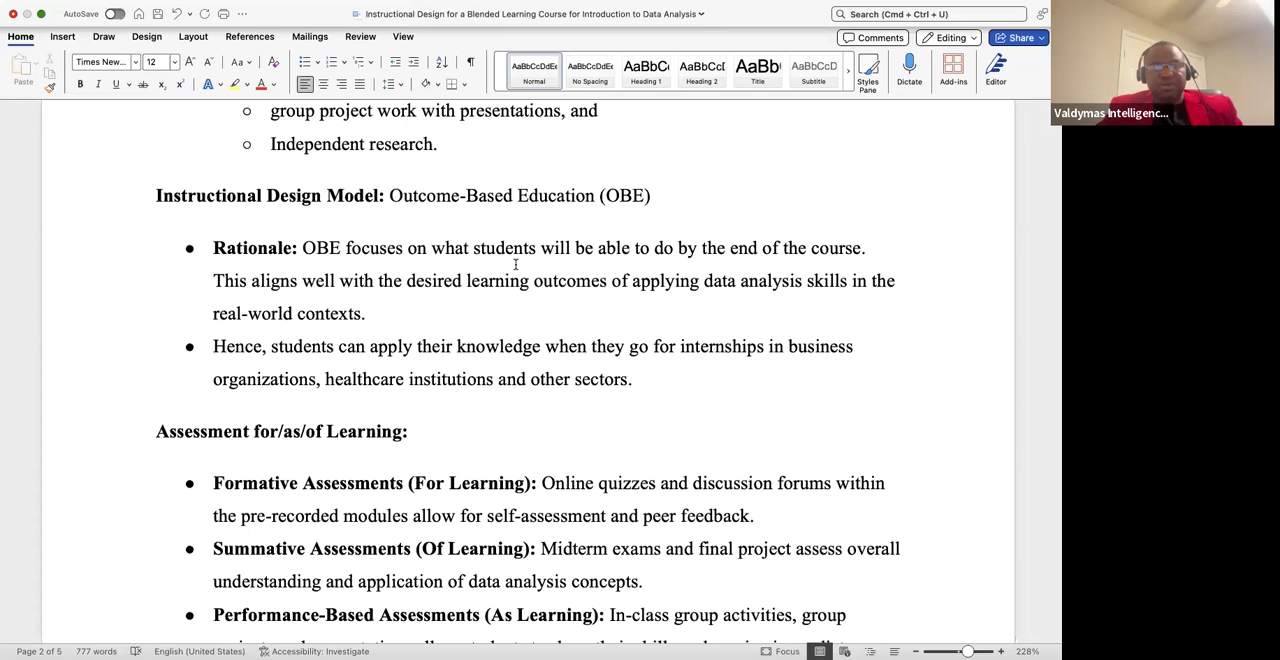 AutoSave
Instructional Design for a Blended Learning Course for Introduction to Data Analysis
Search (Cmd + Ctrl + U)
Home Insert Draw Design Layout References Mailings Review View
Comments Editing Share
Paste
Times New... 12
AaBbCcDdEe Normal
AaBbCcDdEe No Spacing
AaBbCc Heading 1
AaBbCcI Heading 2
AaBb Title
AaBbCcD Subtitle
Styles Pane
Dictate
Add-ins
Editor
Valdymas Intelligenc...
group project work with presentations, and
Independent research.
Instructional Design Model: Outcome-Based Education (OBE)
Rationale: OBE focuses on what students will be able to do by the end of the course.
This aligns well with the desired learning outcomes of applying data analysis skills in the
real-world contexts.
Hence, students can apply their knowledge when they go for internships in business
organizations, healthcare institutions and other sectors.
Assessment for/as/of Learning:
Formative Assessments (For Learning): Online quizzes and discussion forums within
the pre-recorded modules allow for self-assessment and peer feedback.
Summative Assessments (Of Learning): Midterm exams and final project assess overall
understanding and application of data analysis concepts.
Performance-Based Assessments (As Learning): In-class group activities, group
Page 2 of 5 777 words English (United States) Accessibility: Investigate Focus 228%